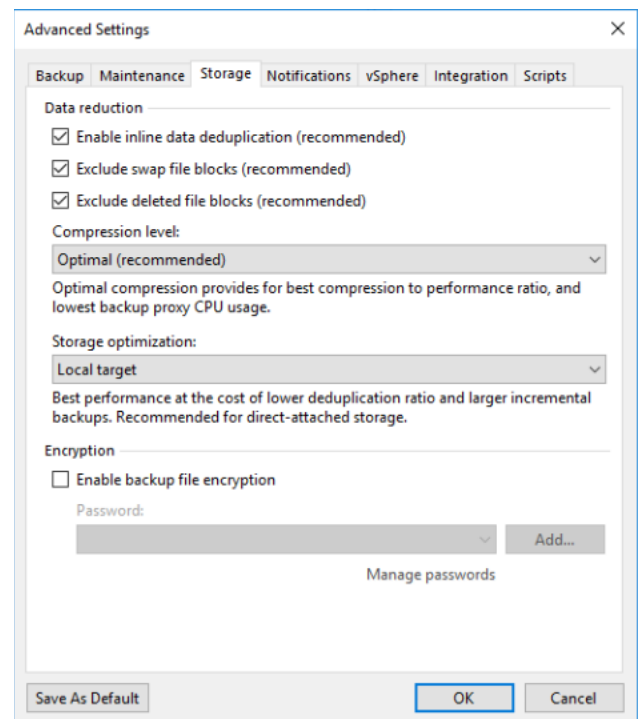 Advanced Settings
Backup Maintenance Storage Notifications vSphere Integration Scripts
Data reduction
Enable inline data deduplication (recommended)
Exclude swap file blocks (recommended)
Exclude deleted file blocks (recommended)
Compression level:
Optimal (recommended)
Optimal compression provides for best compression to performance ratio, and
lowest backup proxy CPU usage.
Storage optimization:
Local target
Best performance at the cost of lower deduplication ratio and larger incremental
backups. Recommended for direct-attached storage.
Encryption
Enable backup file encryption
Password:
Add...
Manage passwords
Save As Default OK Cancel